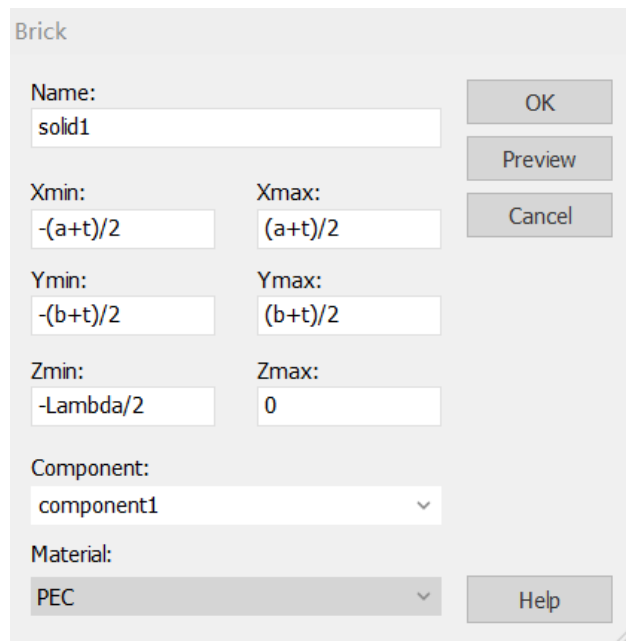 Brick
Name:
OK
solid1
Preview
Xmin:
Xmax:
Cancel
-(a+t)/2
(a+t)/2
Ymin:
Ymax:
-(b+t)/2
(b+t)/2
Zmin:
Zmax:
-Lambda/2
0
Component:
component1
Material:
PEC
Help